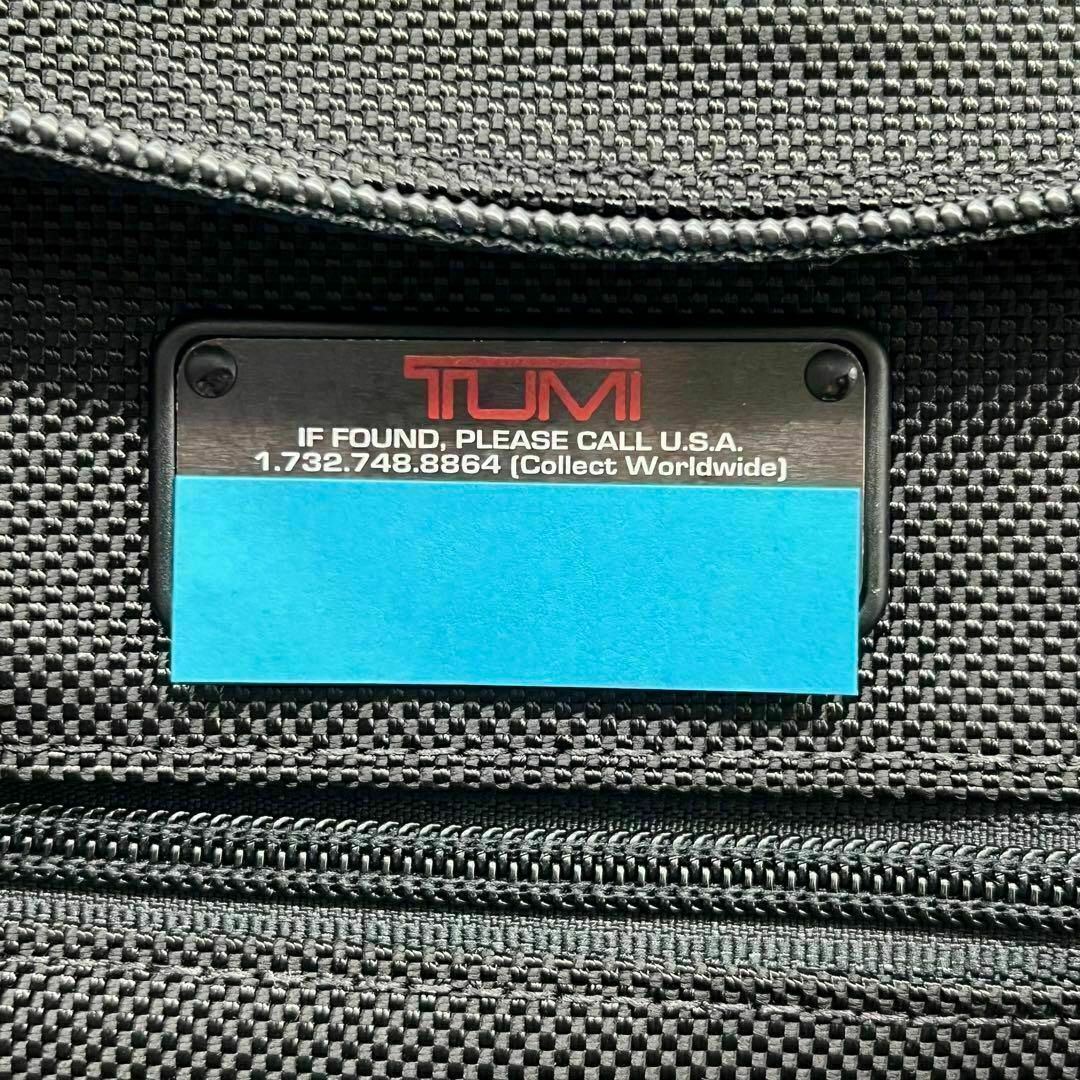 TUMI
IF FOUND, PLEASE CALL U.S.A.
1.732.748.8864 (Collect Worldwide)